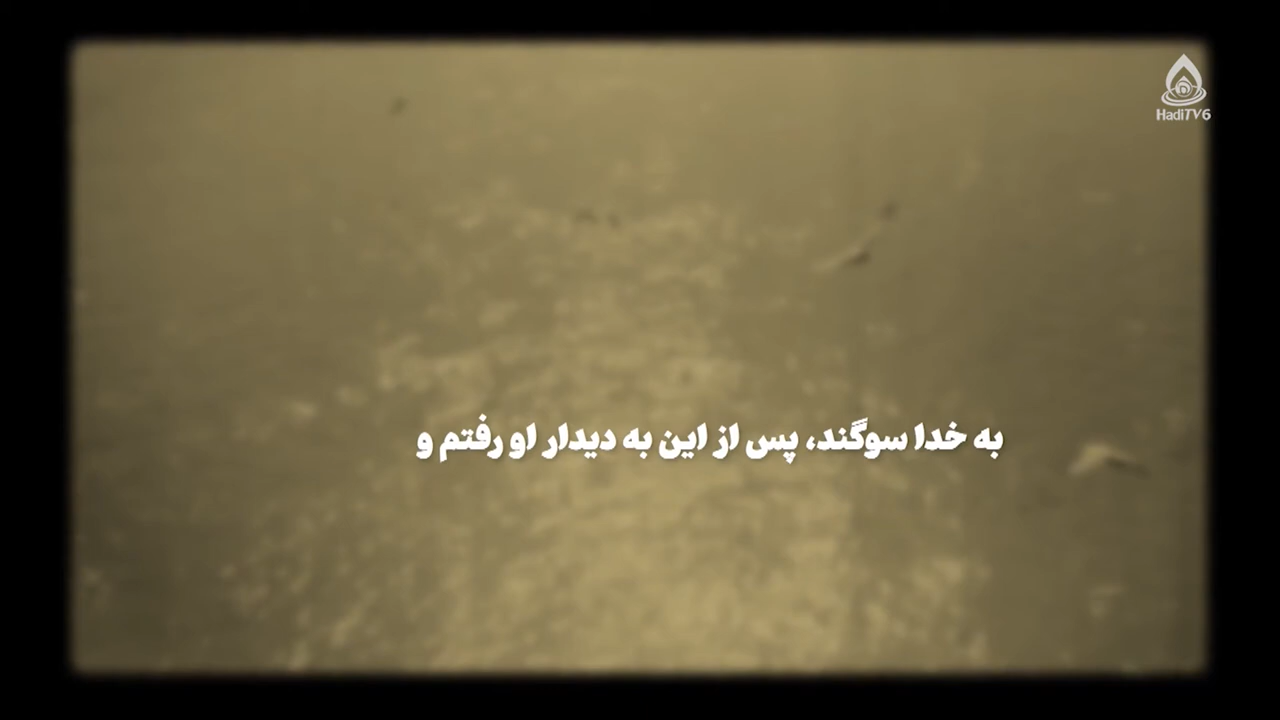 HadiTV6
به خدا سوگند، پس از این به دیدار او رفتم و